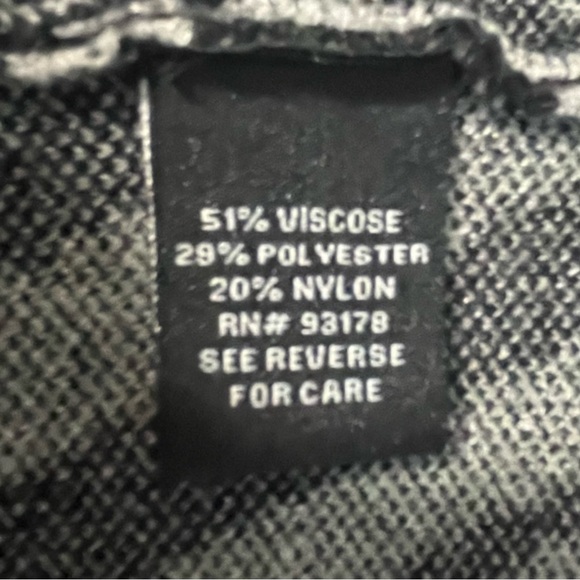 51% VISCOSE
29% POLYESTER
20% NYLON
RN# 93178
SEE REVERSE
FOR CARE